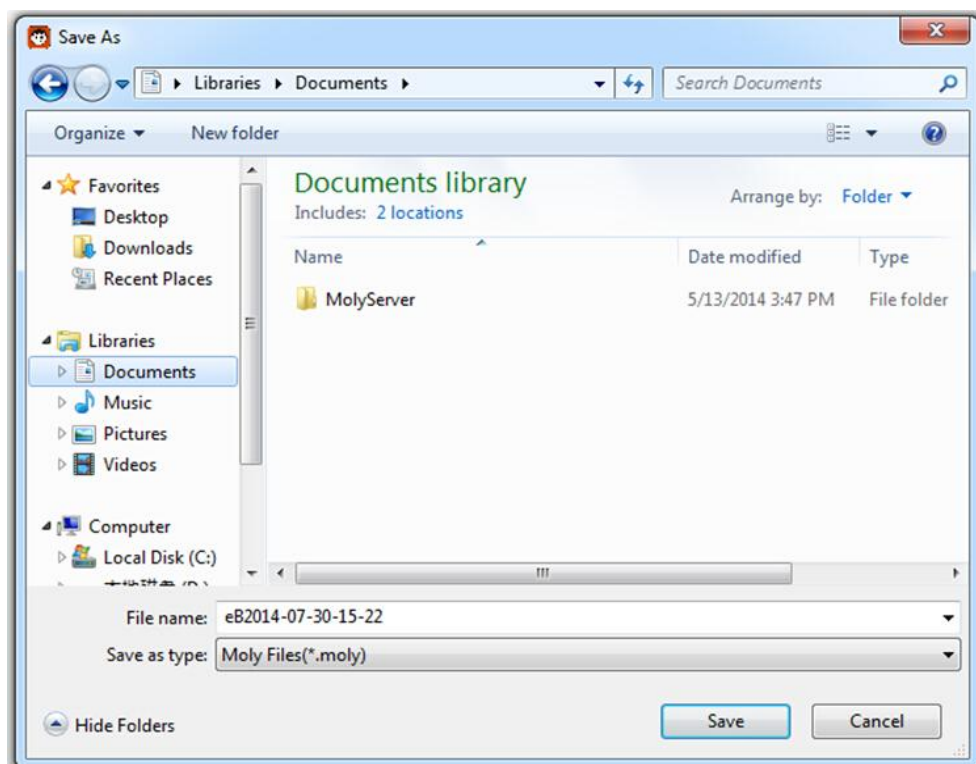 Save As
Libraries Documents
Search Documents
Organize New folder
Favorites
Desktop
Downloads
Recent Places
Libraries
Documents
Music
Pictures
Videos
Computer
Local Disk (C:)
Documents library
Includes: 2 locations
Arrange by: Folder
Name Date modified Type
MolyServer 5/13/2014 3:47 PM File folder
File name: eB2014-07-30-15-22
Save as type: Moly Files(*.moly)
Hide Folders
Save Cancel